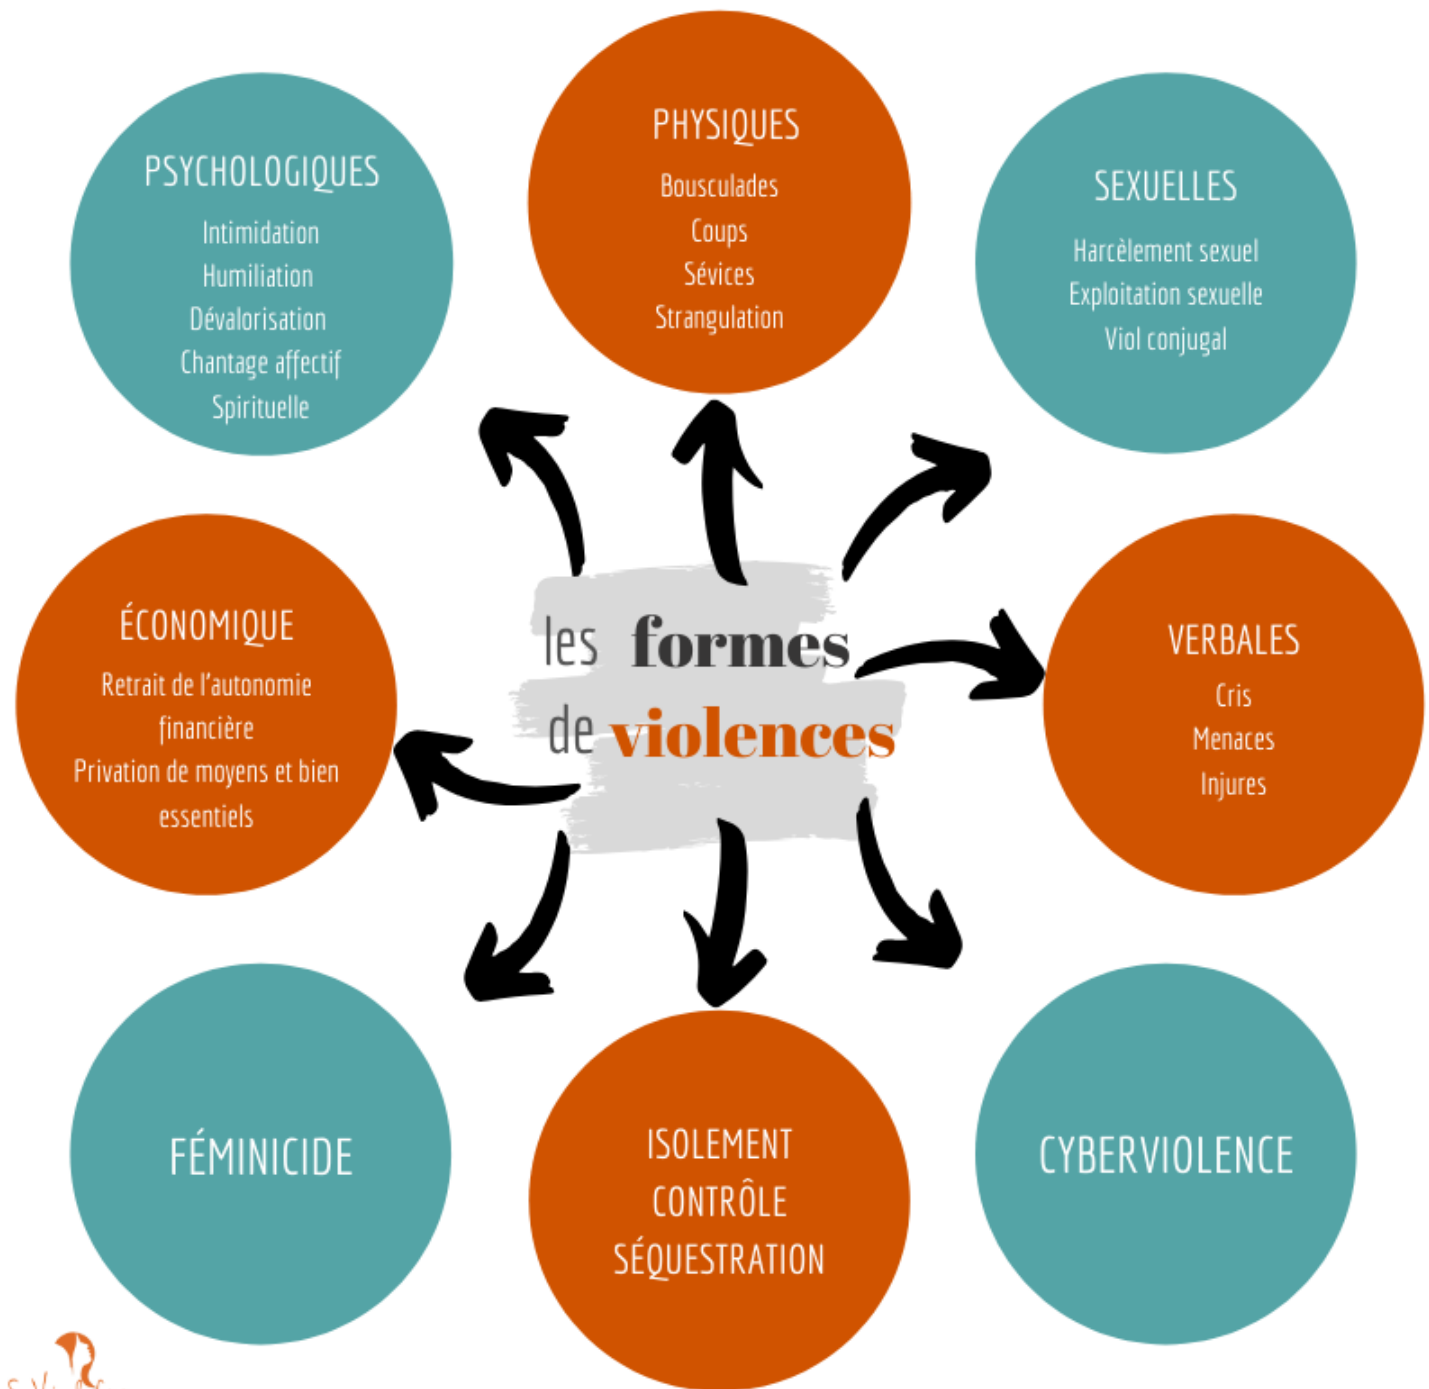 PSYCHOLOGIQUES
Intimidation
Humiliation
Dévalorisation
Chantage affectif
Spirituelle
PHYSIQUES
Bousculades
Coups
Sévices
Strangulation
SEXUELLES
Harcèlement sexuel
Exploitation sexuelle
Viol conjugal
ÉCONOMIQUE
Retrait de l'autonomie
financière
Privation de moyens et bien
essentiels
les formes
de violences
VERBALES
Cris
Menaces
Injures
FÉMINICIDE
ISOLEMENT
CONTRÔLE
SÉQUESTRATION
CYBERVIOLENCE